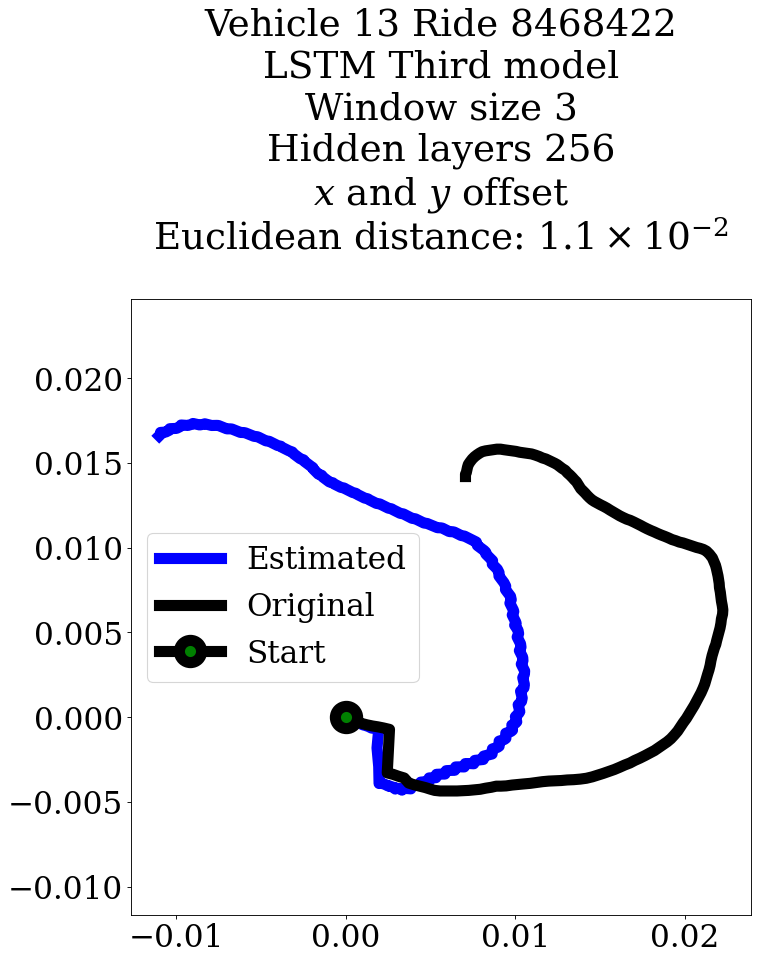 Vehicle 13 Ride 8468422
LSTM Third model
Window size 3
Hidden layers 256
x and y offset
Euclidean distance: 1.1 × 10⁻²
0.020
0.015
0.010
0.005
0.000
−0.005
−0.010
Estimated
Original
Start
−0.01
0.00
0.01
0.02